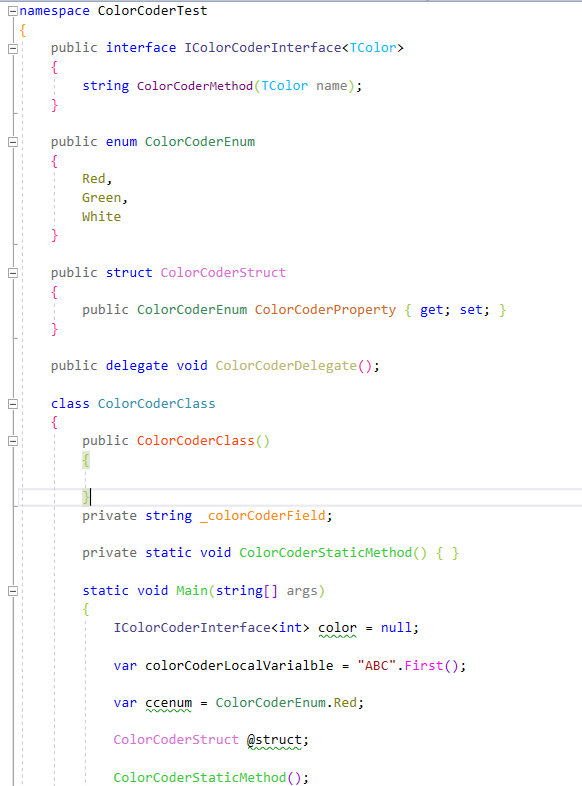 namespace ColorCoderTest
{
public interface IColorCoderInterface<TColor>
{
string ColorCoderMethod(TColor name);
}
public enum ColorCoderEnum
{
Red,
Green,
White
}
public struct ColorCoderStruct
{
public ColorCoderEnum ColorCoderProperty { get; set; }
}
public delegate void ColorCoderDelegate();
class ColorCoderClass
{
public ColorCoderClass()
{
}
private string _colorCoderField;
private static void ColorCoderStaticMethod() { }
static void Main(string[] args)
{
IColorCoderInterface<int> color = null;
var colorCoderLocalVarialble = "ABC".First();
var ccenum = ColorCoderEnum.Red;
ColorCoderStruct @struct;
ColorCoderStaticMethod();